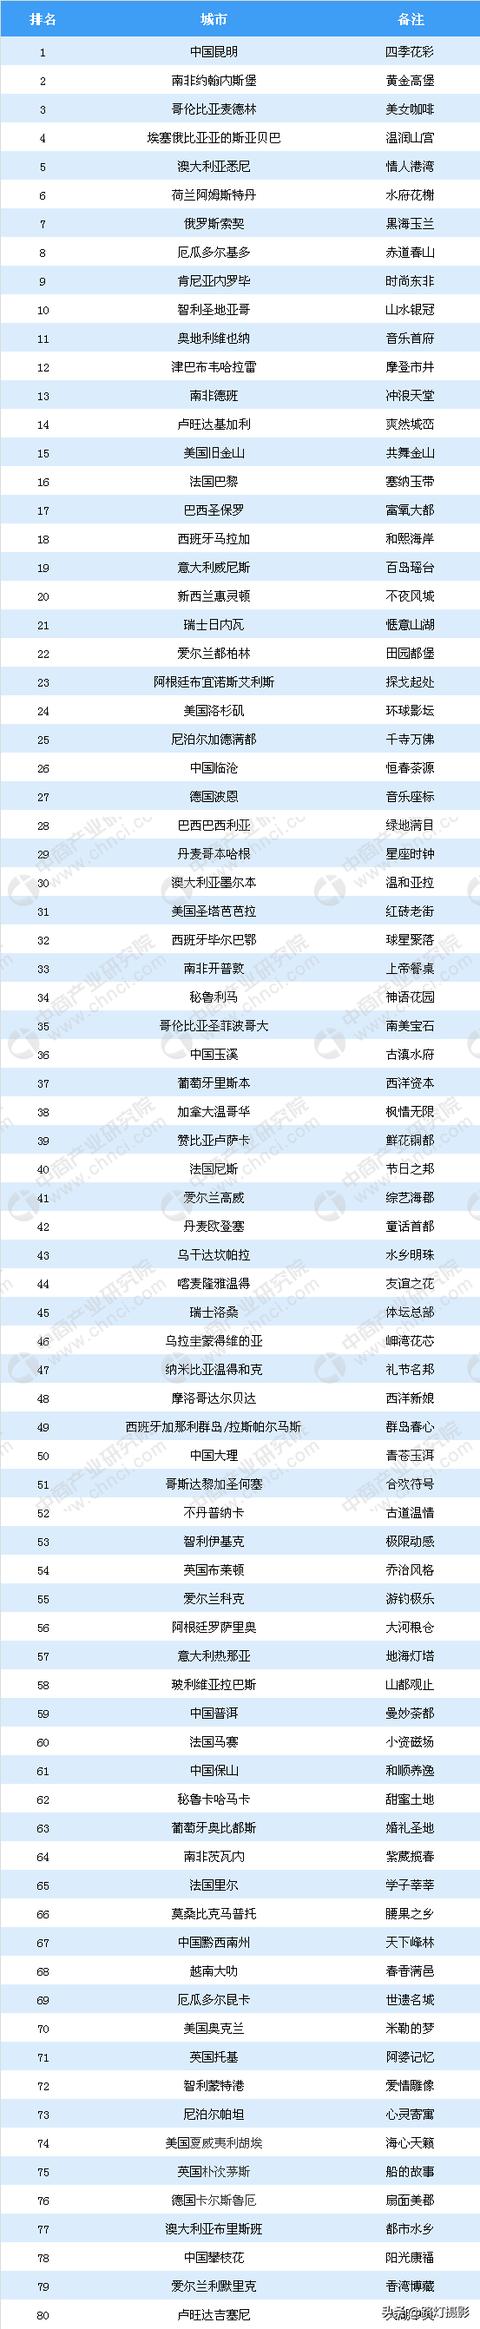 排名 城市 备注
1 中国昆明 四季花彩
2 南非约翰内斯堡 黄金高堡
3 哥伦比亚麦德林 美女咖啡
4 埃塞俄比亚亚的斯亚贝巴 温润山宫
5 澳大利亚悉尼 情人港湾
6 荷兰阿姆斯特丹 水府花榭
7 俄罗斯索契 黑海玉兰
8 厄瓜多尔基多 赤道春山
9 肯尼亚内罗毕 时尚东非
10 智利圣地亚哥 山水银冠
11 奥地利维也纳 音乐首府
12 津巴布韦哈拉雷 摩登市井
13 南非德班 冲浪天堂
14 卢旺达基加利 爽然城峦
15 美国旧金山 共舞金山
16 法国巴黎 塞纳玉带
17 巴西圣保罗 富氧大都
18 西班牙马拉加 和熙海岸
19 意大利威尼斯 百岛瑶台
20 新西兰惠灵顿 不夜风城
21 瑞士日内瓦 惬意山湖
22 爱尔兰都柏林 田园都堡
23 阿根廷布宜诺斯艾利斯 探戈起处
24 美国洛杉矶 环球影坛
25 尼泊尔加德满都 千寺万佛
26 中国临沧 恒春茶源
27 德国波恩 音乐座标
28 巴西巴西利亚 绿地满目
29 丹麦哥本哈根 星座时钟
30 澳大利亚墨尔本 温和亚拉
31 美国圣塔芭芭拉 红砖老街
32 西班牙毕尔巴鄂 球星聚落
33 南非开普敦 上帝餐桌
34 秘鲁利马 神语花园
35 哥伦比亚圣菲波哥大 南美宝石
36 中国玉溪 古滇水府
37 葡萄牙里斯本 西洋资本
38 加拿大温哥华 枫情无限
39 赞比亚卢萨卡 鲜花铜都
40 法国尼斯 节日之邦
41 爱尔兰高威 综艺海郡
42 丹麦欧登塞 童话首都
43 乌干达坎帕拉 水乡明珠
44 喀麦隆雅温得 友谊之花
45 瑞士洛桑 体坛总部
46 乌拉圭蒙得维的亚 岬湾花芯
47 纳米比亚温得和克 礼节名邦
48 摩洛哥达尔贝达 西洋新娘
49 西班牙加那利群岛/拉斯帕尔马斯 群岛春心
50 中国大理 青苍玉洱
51 哥斯达黎加圣何塞 合欢符号
52 不丹普纳卡 古道温情
53 智利伊基克 极限动感
54 英国布莱顿 乔治风格
55 爱尔兰科克 游钓极乐
56 阿根廷罗萨里奥 大河粮仓
57 意大利热那亚 地海灯塔
58 玻利维亚拉巴斯 山都观止
59 中国普洱 曼妙茶都
60 法国马赛 小资磁场
61 中国保山 和顺养逸
62 秘鲁卡哈马卡 甜蜜土地
63 葡萄牙奥比都斯 婚礼圣地
64 南非茨瓦内 紫葳揽春
65 法国里尔 学子莘莘
66 莫桑比克马普托 腰果之乡
67 中国黔西南州 天下峰林
68 越南大叻 春香满邑
69 厄瓜多尔昆卡 世遗名城
70 美国奥克兰 米勒的梦
71 英国托基 阿婆记忆
72 智利蒙特港 爱情雕像
73 尼泊尔帕坦 心灵寄寓
74 美国夏威夷利胡埃 海心天籁
75 英国朴次茅斯 船的故事
76 德国卡尔斯鲁厄 扇面美郡
77 澳大利亚布里斯班 都市水乡
78 中国攀枝花 阳光康福
79 爱尔兰利默里克 香湾博藏
80 卢旺达吉塞尼
头条@路灯摄影
中商产业研究院
www.chnci.com